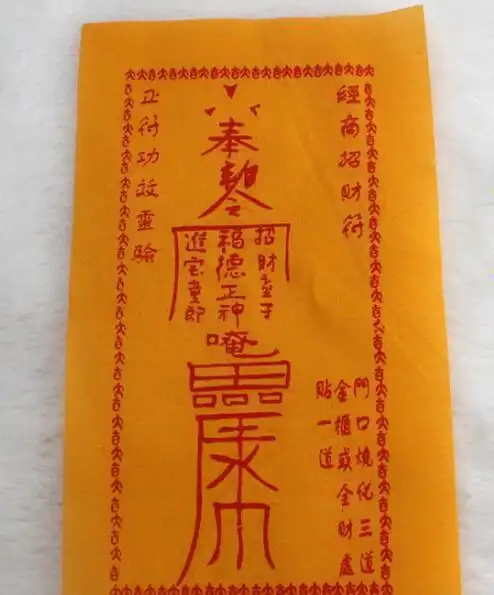 經商招財符
門口燒化三道
金櫃或全財處
貼一道
奉
勅令
招財童子
福德正神
進宝童郎
唵
正符功效靈驗